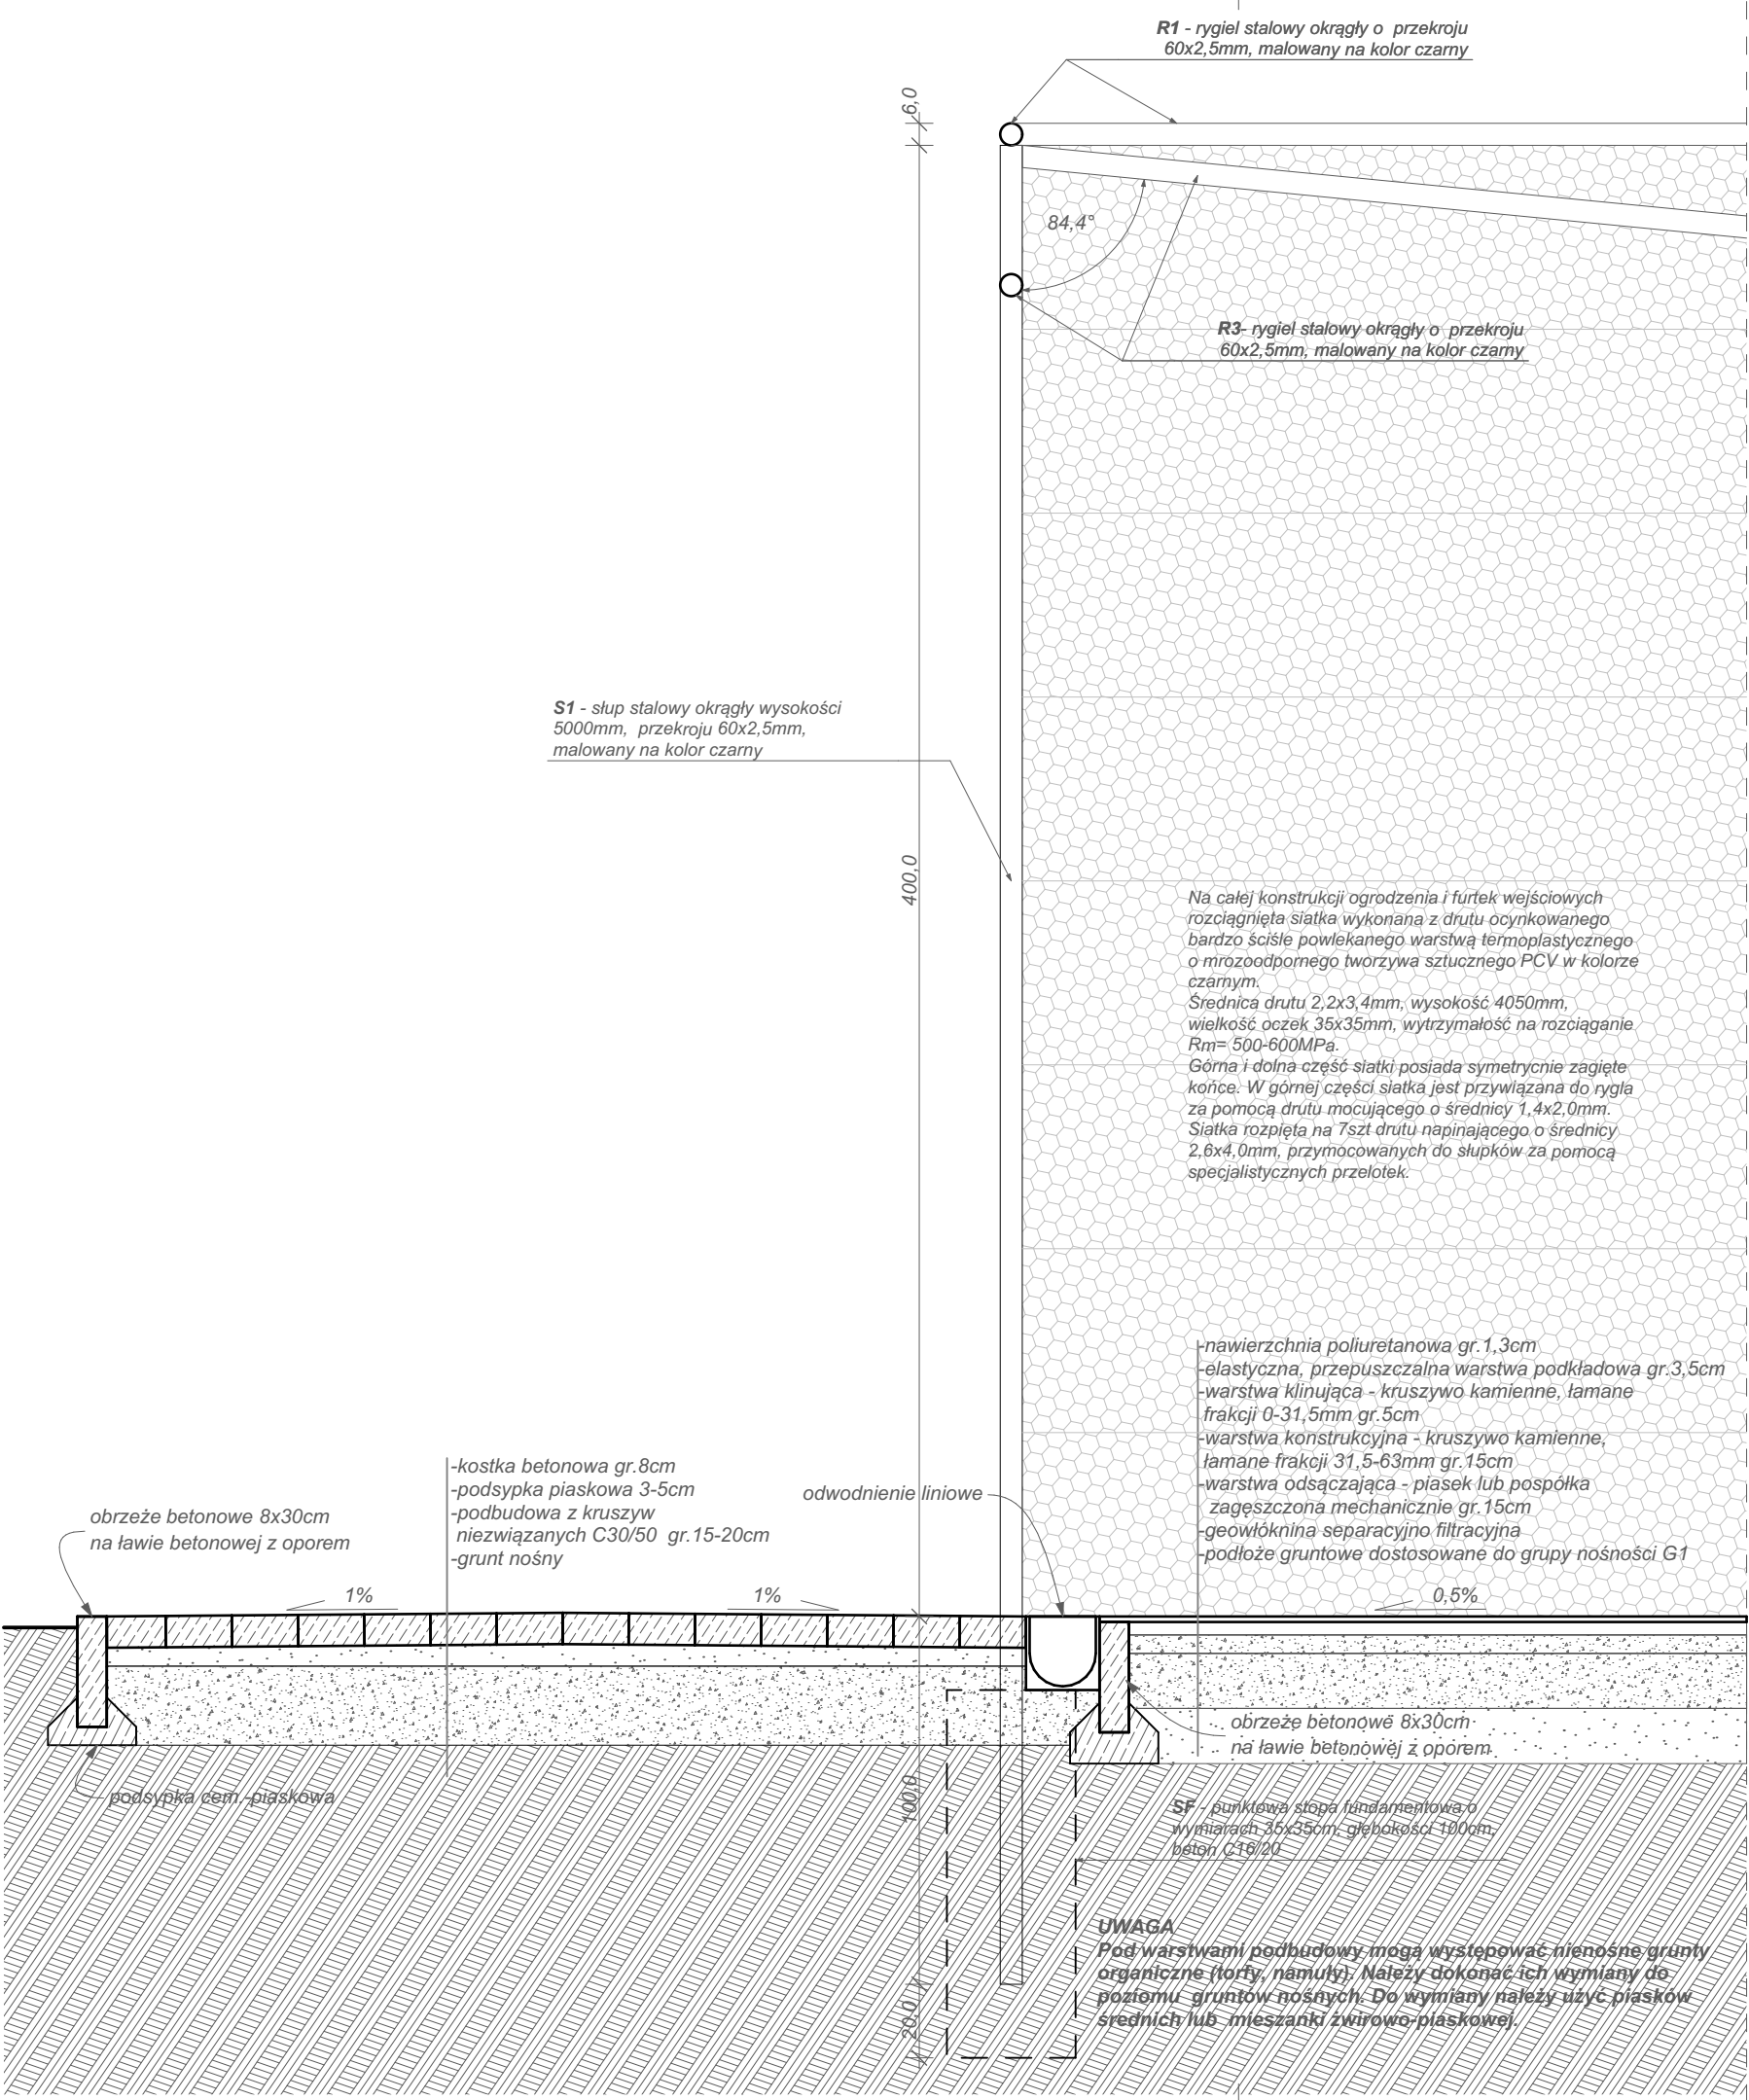 R1 - rygiel stalowy okrągły o przekroju
60x2,5mm, malowany na kolor czarny
6,0
84,4°
R3- rygiel stalowy okrągły o przekroju
60x2,5mm, malowany na kolor czarny
S1 - słup stalowy okrągły wysokości
5000mm, przekroju 60x2,5mm,
malowany na kolor czarny
400,0
Na całej konstrukcji ogrodzenia i furtek wejściowych
rozciągnięta siatka wykonana z drutu ocynkowanego
bardzo ściśle powlekanego warstwą termoplastycznego
o mrozoodpornego tworzywa sztucznego PCV w kolorze
czarnym.
Średnica drutu 2,2x3,4mm, wysokość 4050mm,
wielkość oczek 35x35mm, wytrzymałość na rozciąganie
Rm= 500-600MPa.
Górna i dolna część siatki posiada symetrycnie zagięte
końce. W górnej części siatka jest przywiązana do rygla
za pomocą drutu mocującego o średnicy 1,4x2,0mm.
Siatka rozpięta na 7szt drutu napinającego o średnicy
2,6x4,0mm, przymocowanych do słupków za pomocą
specjalistycznych przelotek.
-nawierzchnia poliuretanowa gr.1,3cm
-elastyczna, przepuszczalna warstwa podkładowa gr.3,5cm
-warstwa klinująca - kruszywo kamienne, łamane
frakcji 0-31,5mm gr.5cm
-warstwa konstrukcyjna - kruszywo kamienne,
łamane frakcji 31,5-63mm gr.15cm
-warstwa odsączająca - piasek lub pospółka
zagęszczona mechanicznie gr.15cm
-geowłóknina separacyjno filtracyjna
-podłoże gruntowe dostosowane do grupy nośności G1
-kostka betonowa gr.8cm
-podsypka piaskowa 3-5cm
-podbudowa z kruszyw
niezwiązanych C30/50 gr.15-20cm
-grunt nośny
odwodnienie liniowe
obrzeże betonowe 8x30cm
na ławie betonowej z oporem
1%
1%
0,5%
obrzeże betonowe 8x30cm
na ławie betonowej z oporem
podsypka cem.-piaskowa
100,0
SF - punktowa stopa fundamentowa o
wymiarach 35x35cm, głębokości 100cm,
beton C16/20
UWAGA
Pod warstwami podbudowy mogą występować nienośne grunty
organiczne (torfy, namuły). Należy dokonać ich wymiany do
poziomu gruntów nośnych. Do wymiany należy użyć piasków
srednich lub mieszanki żwirowo-piaskowej.
20,0